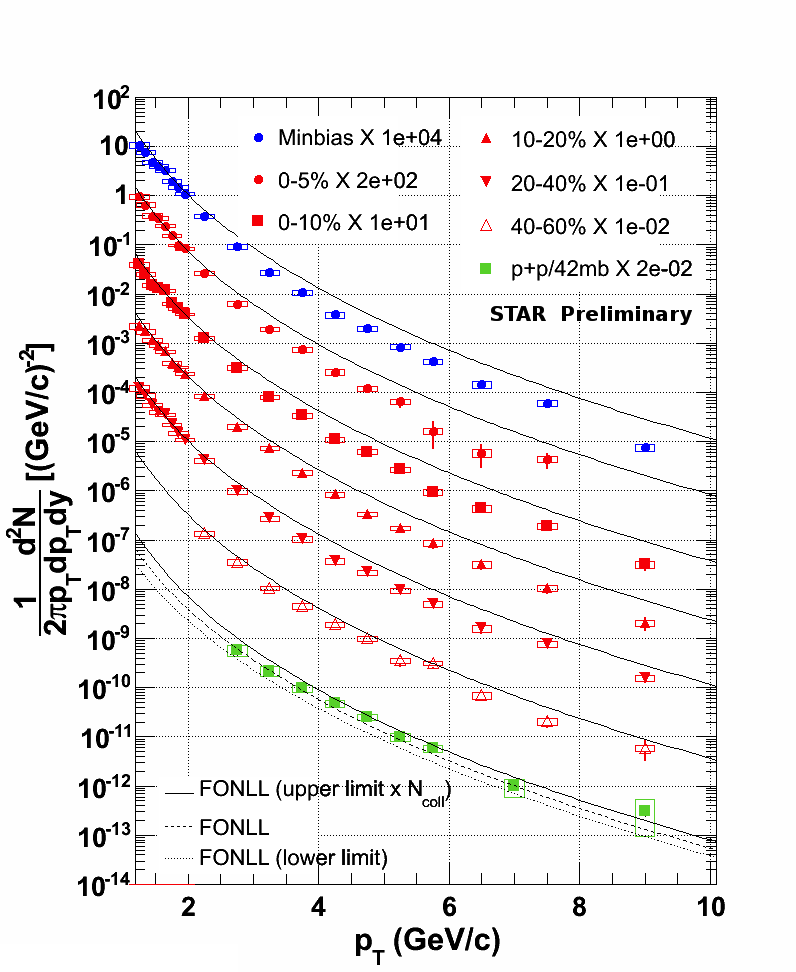 10^2
10
1
10^-1
10^-2
10^-3
10^-4
10^-5
10^-6
10^-7
10^-8
10^-9
10^-10
10^-11
10^-12
10^-13
10^-14
1/2πp_T d^2N/dp_Tdy [(GeV/c)^-2]
Minbias X 1e+04
0-5% X 2e+02
0-10% X 1e+01
10-20% X 1e+00
20-40% X 1e-01
40-60% X 1e-02
p+p/42mb X 2e-02
STAR Preliminary
FONLL (upper limit x N_coll)
FONLL
FONLL (lower limit)
2 4 6 8 10
p_T (GeV/c)